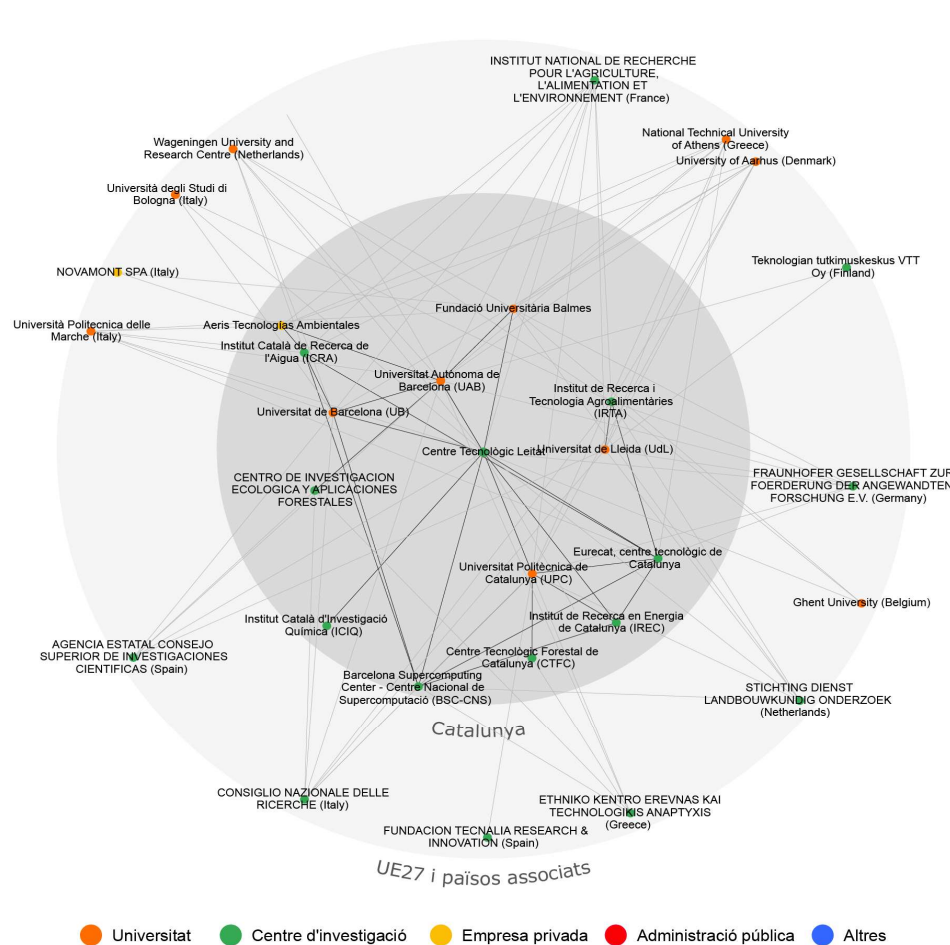 INSTITUT NATIONAL DE RECHERCHE
POUR L'AGRICULTURE,
L'ALIMENTATION ET
L'ENVIRONNEMENT (France)
National Technical University
of Athens (Greece)
University of Aarhus (Denmark)
Wageningen University and
Research Centre (Netherlands)
Università degli Studi di
Bologna (Italy)
Teknologian tutkimuskeskus VTT
Oy (Finland)
NOVAMONT SPA (Italy)
Fundació Universitària Balmes
Università Politecnica delle
Marche (Italy)
Aeris Tecnologías Ambientales
Institut Català de Recerca de
l'Aigua (ICRA)
Universitat Autònoma de
Barcelona (UAB)
Institut de Recerca i
Tecnologia Agroalimentàries
(IRTA)
Universitat de Barcelona (UB)
Centre Tecnològic Leitat
Universitat de Lleida (UdL)
CENTRO DE INVESTIGACION
ECOLOGICA Y APLICACIONES
FORESTALES
FRAUNHOFER GESELLSCHAFT ZUR
FOERDERUNG DER ANGEWANDTEN
FORSCHUNG E.V. (Germany)
Eurecat, centre tecnològic de
Catalunya
Universitat Politècnica de
Catalunya (UPC)
Ghent University (Belgium)
Institut Català d'Investigació
Química (ICIQ)
Institut de Recerca en Energia
de Catalunya (IREC)
AGENCIA ESTATAL CONSEJO
SUPERIOR DE INVESTIGACIONES
CIENTIFICAS (Spain)
Centre Tecnològic Forestal de
Catalunya (CTFC)
Barcelona Supercomputing
Center - Centre Nacional de
Supercomputació (BSC-CNS)
STICHTING DIENST
LANDBOUWKUNDIG ONDERZOEK
(Netherlands)
Catalunya
CONSIGLIO NAZIONALE DELLE
RICERCHE (Italy)
ETHNIKO KENTRO EREVNAS KAI
TECHNOLOGIKIS ANAPTYXIS
(Greece)
FUNDACION TECNALIA RESEARCH &
INNOVATION (Spain)
UE27 i països associats
Universitat
Centre d'investigació
Empresa privada
Administració pública
Altres